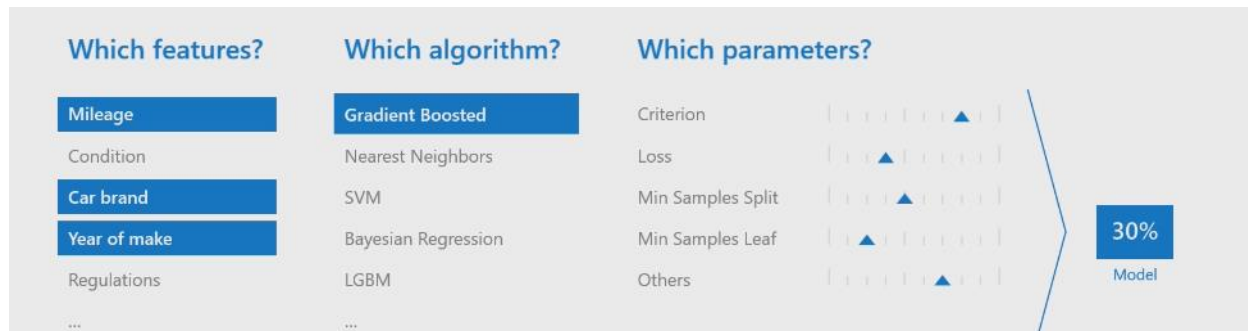 Which features?
Mileage
Condition
Car brand
Year of make
Regulations
...
Which algorithm?
Gradient Boosted
Nearest Neighbors
SVM
Bayesian Regression
LGBM
...
Which parameters?
Criterion
Loss
Min Samples Split
Min Samples Leaf
Others
30%
Model